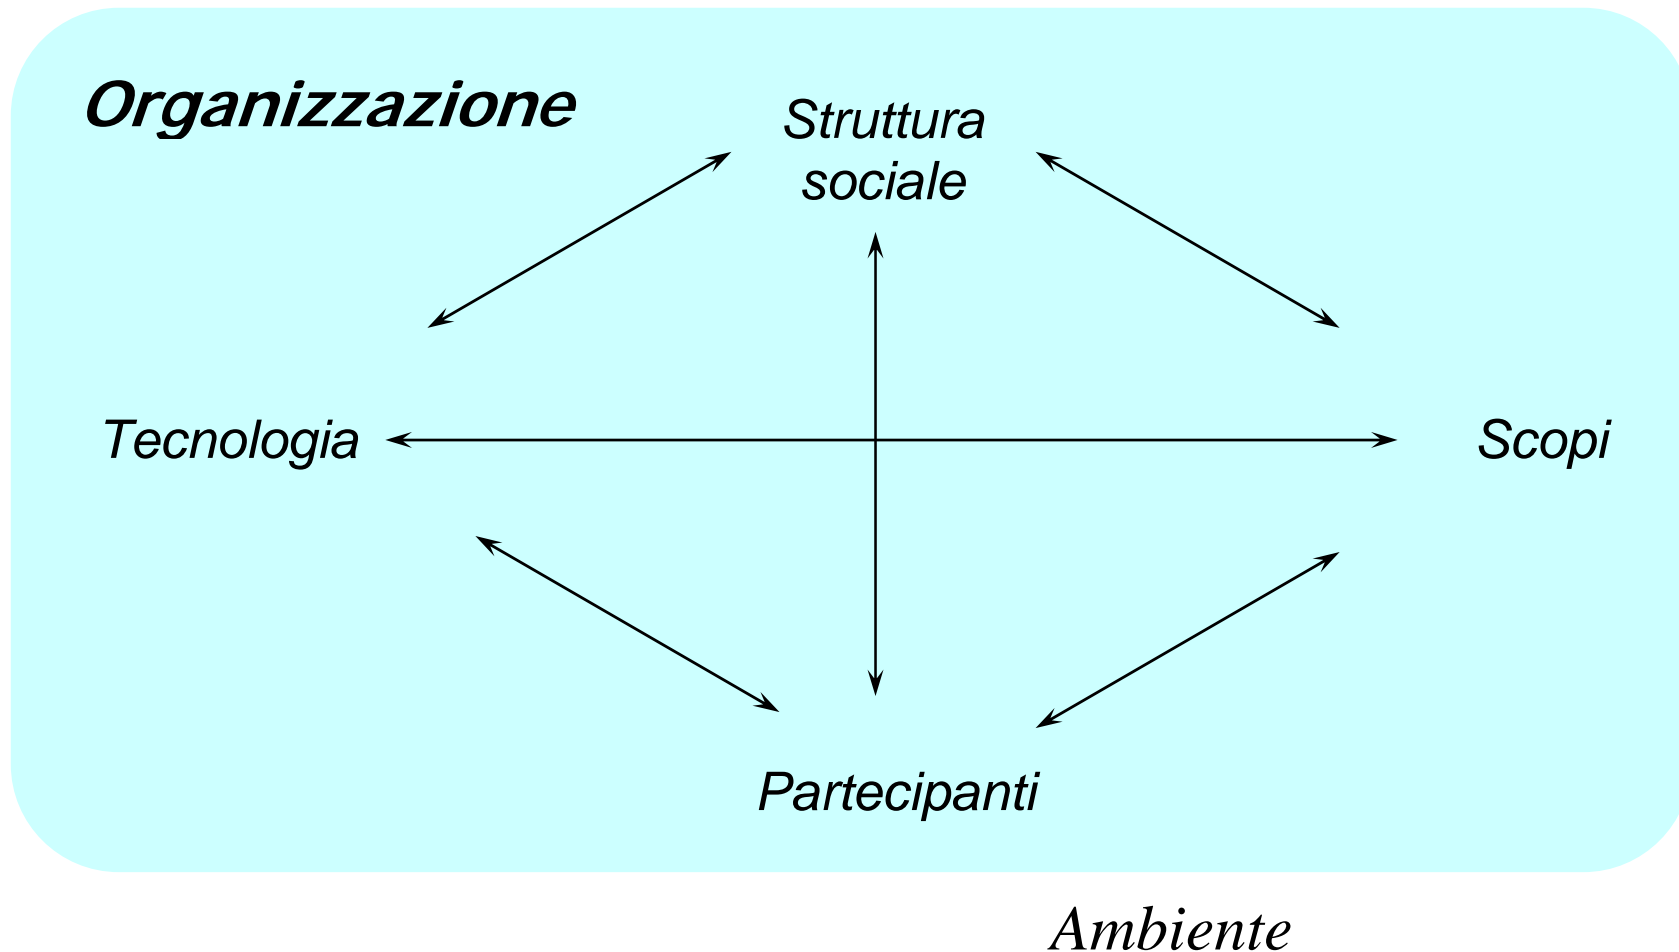 Organizzazione
Struttura
sociale
Tecnologia
Scopi
Partecipanti
Ambiente